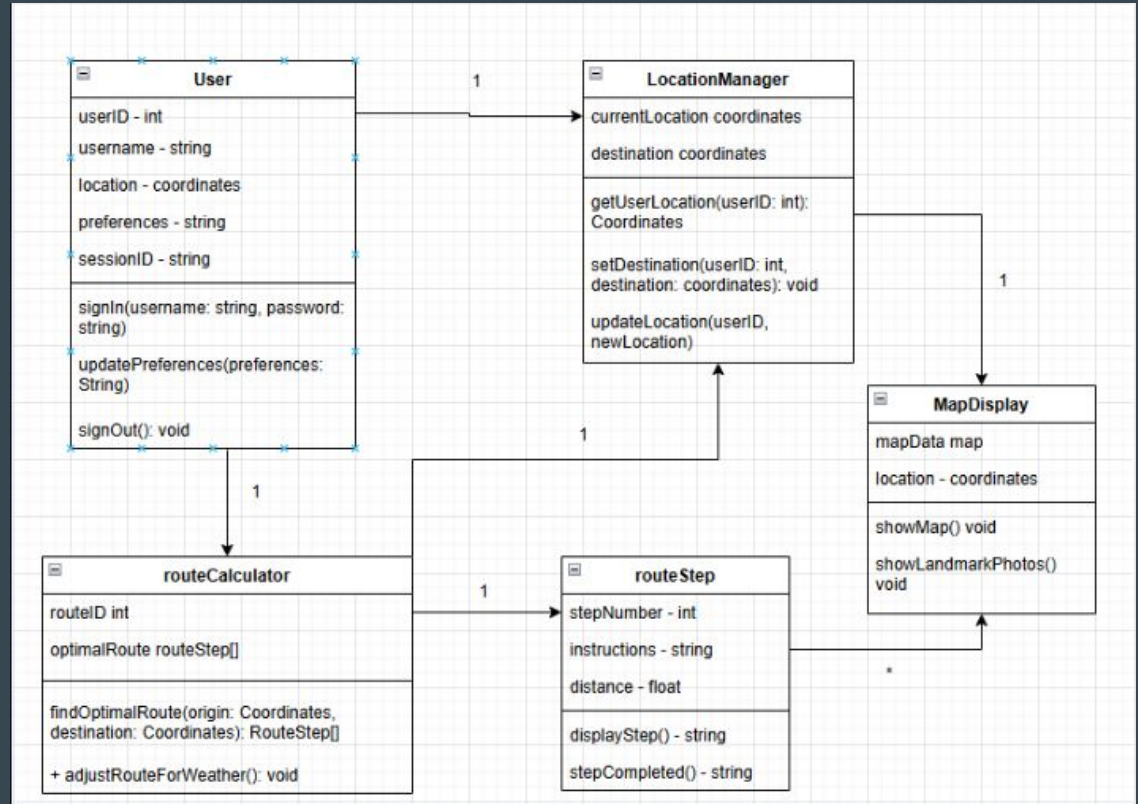 User
userID - int
username - string
location - coordinates
preferences - string
sessionID - string
signIn(username: string, password:
string)
updatePreferences(preferences:
String)
signOut(): void
1
LocationManager
currentLocation coordinates
destination coordinates
getUserLocation(userID: int):
Coordinates
setDestination(userID: int,
destination: coordinates): void
updateLocation(userID,
newLocation)
1
MapDisplay
mapData map
location - coordinates
showMap() void
showLandmarkPhotos()
void
1
1
routeCalculator
routeID int
optimalRoute routeStep[]
findOptimalRoute(origin: Coordinates,
destination: Coordinates): RouteStep[]
+ adjustRouteForWeather(): void
1
routeStep
stepNumber - int
instructions - string
distance - float
displayStep() - string
stepCompleted() - string
*